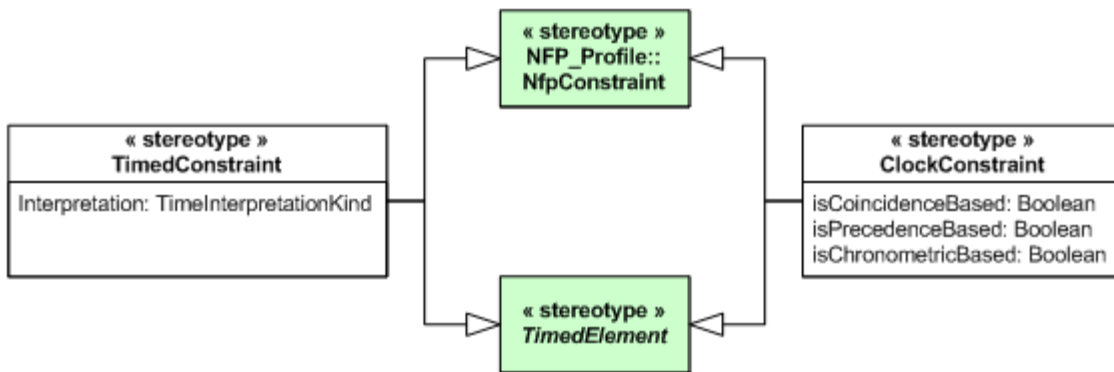 « stereotype »
NFP_Profile::
NfpConstraint
« stereotype »
TimedConstraint
Interpretation: TimeInterpretationKind
« stereotype »
ClockConstraint
isCoincidenceBased: Boolean
isPrecedenceBased: Boolean
isChronometricBased: Boolean
« stereotype »
TimedElement